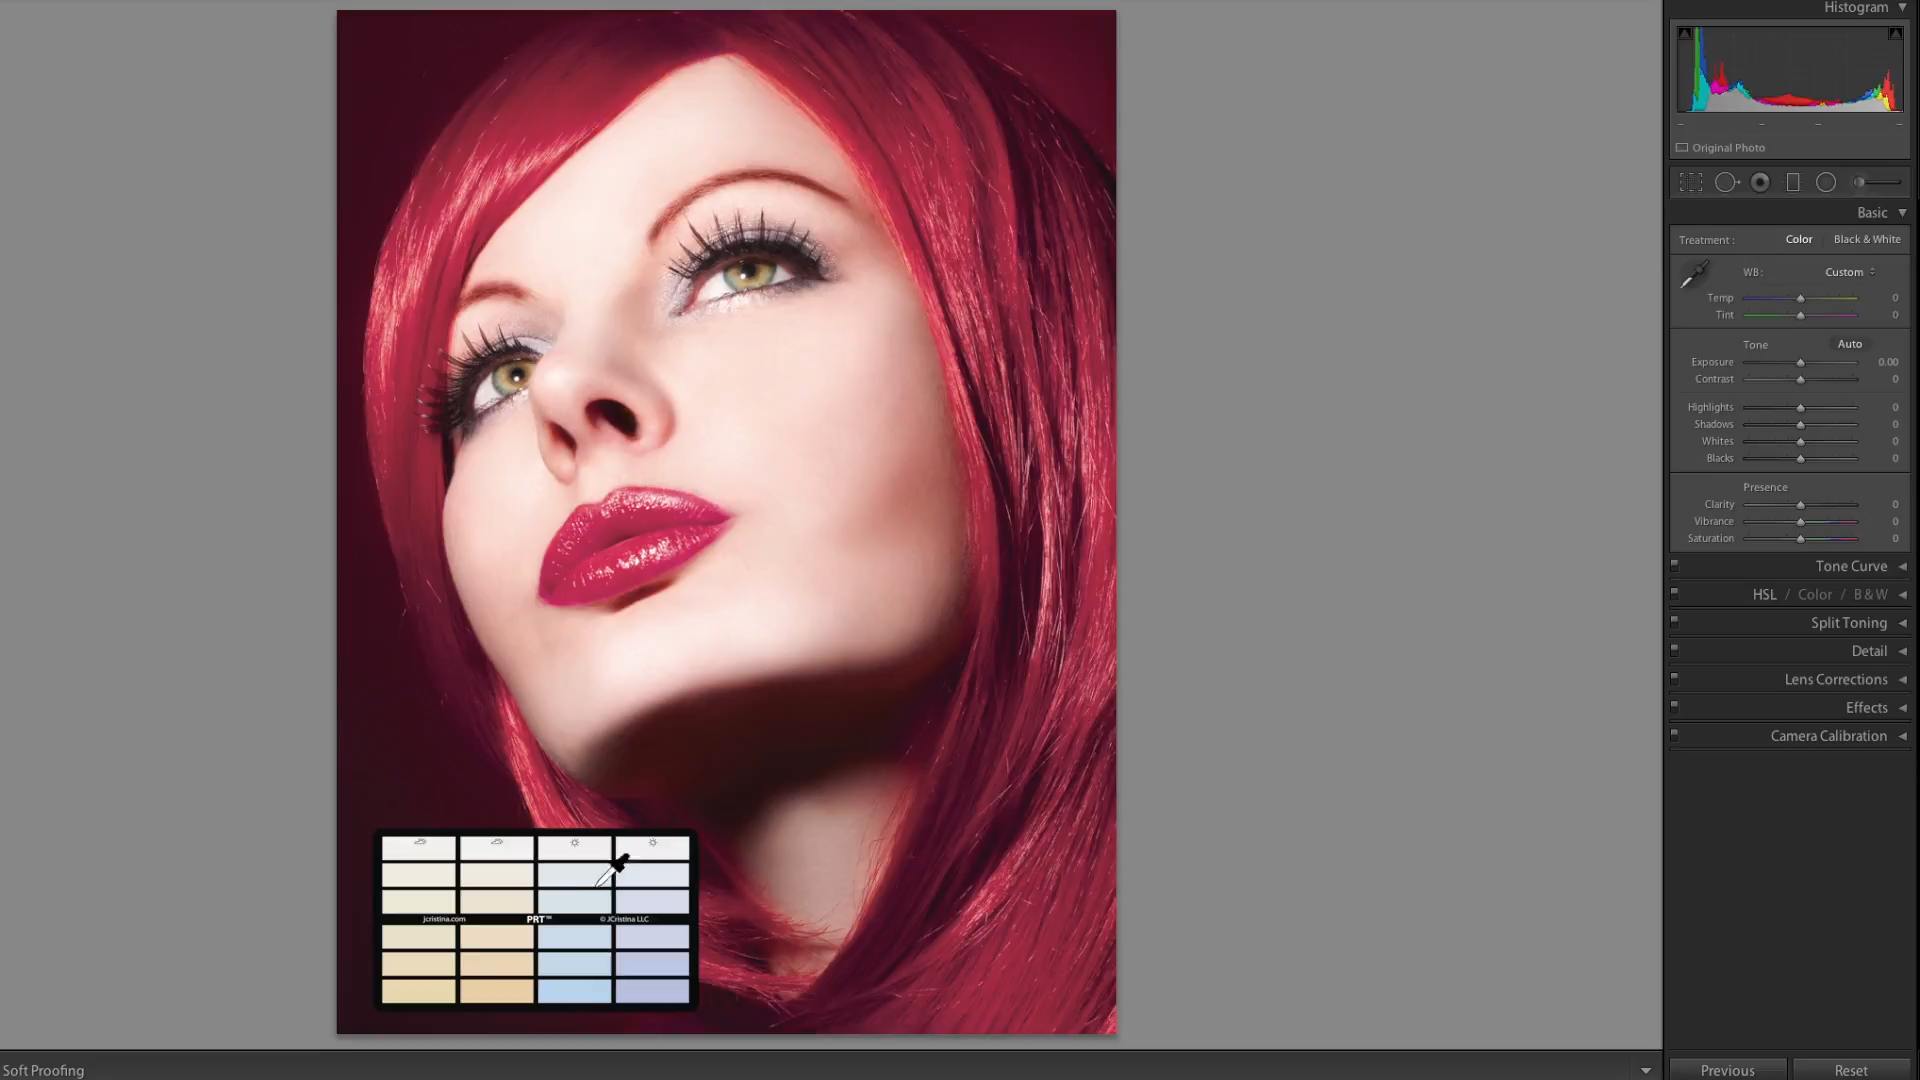 Histogram
Original Photo
Basic
Treatment : Color Black & White
WB : Custom
Temp 0
Tint 0
Tone Auto
Exposure 0.00
Contrast 0
Highlights 0
Shadows 0
Whites 0
Blacks 0
Presence
Clarity 0
Vibrance 0
Saturation 0
Tone Curve
HSL / Color / B & W
Split Toning
Detail
Lens Corrections
Effects
Camera Calibration
jcristina.com PRT™ © JCristina LLC
Soft Proofing
Previous Reset